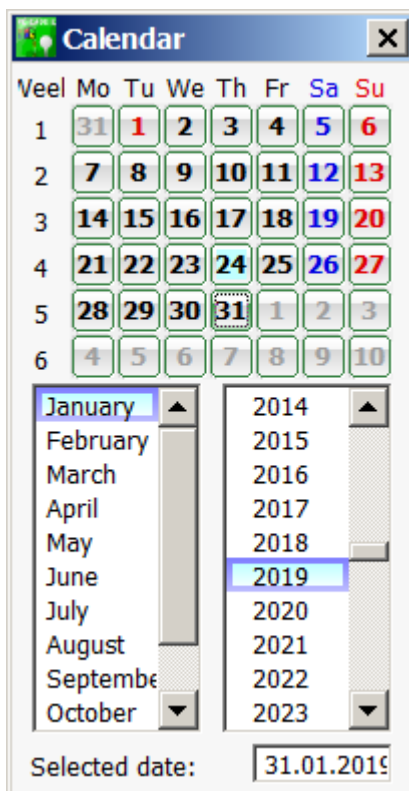 Calendar
Weel Mo Tu We Th Fr Sa Su
1 31 1 2 3 4 5 6
2 7 8 9 10 11 12 13
3 14 15 16 17 18 19 20
4 21 22 23 24 25 26 27
5 28 29 30 31 1 2 3
6 4 5 6 7 8 9 10
January 2014
February 2015
March 2016
April 2017
May 2018
June 2019
July 2020
August 2021
Septembe 2022
October 2023
Selected date: 31.01.2019